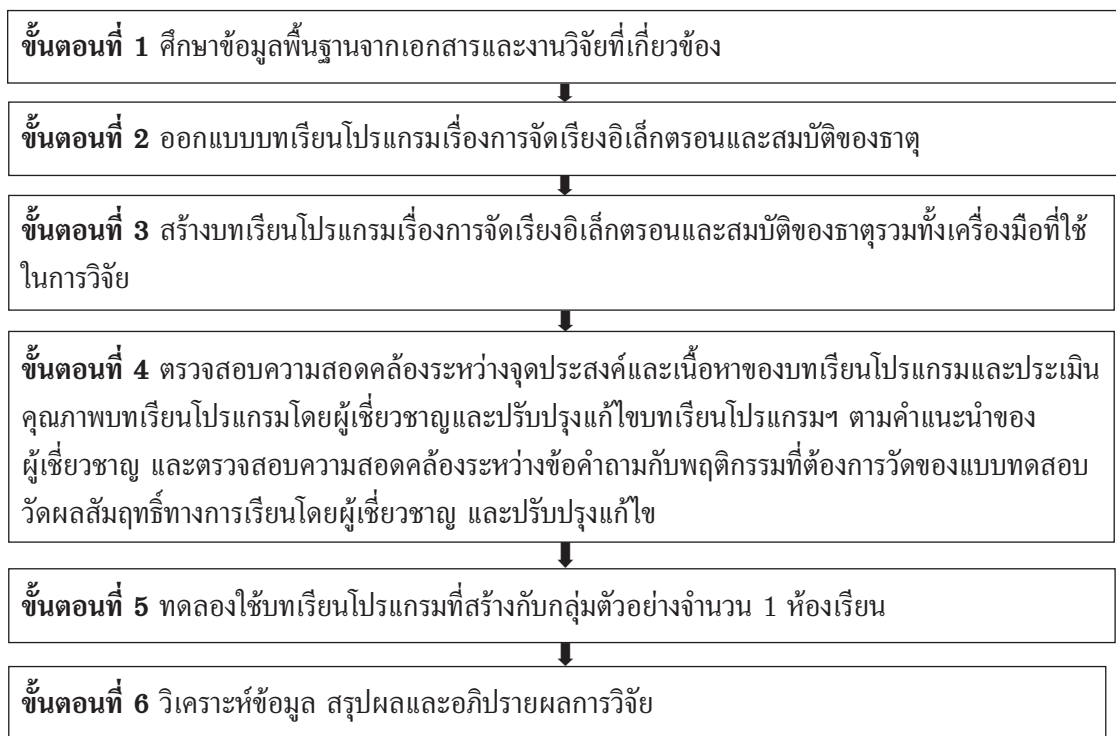 ขั้นตอนที่ 1 ศึกษาข้อมูลพื้นฐานจากเอกสารและงานวิจัยที่เกี่ยวข้อง
ขั้นตอนที่ 2 ออกแบบบทเรียนโปรแกรมเรื่องการจัดเรียงอิเล็กตรอนและสมบัติของธาตุ
ขั้นตอนที่ 3 สร้างบทเรียนโปรแกรมเรื่องการจัดเรียงอิเล็กตรอนและสมบัติของธาตุรวมทั้งเครื่องมือที่ใช้
ในการวิจัย
ขั้นตอนที่ 4 ตรวจสอบความสอดคล้องระหว่างจุดประสงค์และเนื้อหาของบทเรียนโปรแกรมและประเมิน
คุณภาพบทเรียนโปรแกรมโดยผู้เชี่ยวชาญและปรับปรุงแก้ไขบทเรียนโปรแกรมฯ ตามคำแนะนำของ
ผู้เชี่ยวชาญ และตรวจสอบความสอดคล้องระหว่างข้อคำถามกับพฤติกรรมที่ต้องการวัดของแบบทดสอบ
วัดผลสัมฤทธิ์ทางการเรียนโดยผู้เชี่ยวชาญ และปรับปรุงแก้ไข
ขั้นตอนที่ 5 ทดลองใช้บทเรียนโปรแกรมที่สร้างกับกลุ่มตัวอย่างจำนวน 1 ห้องเรียน
ขั้นตอนที่ 6 วิเคราะห์ข้อมูล สรุปผลและอภิปรายผลการวิจัย